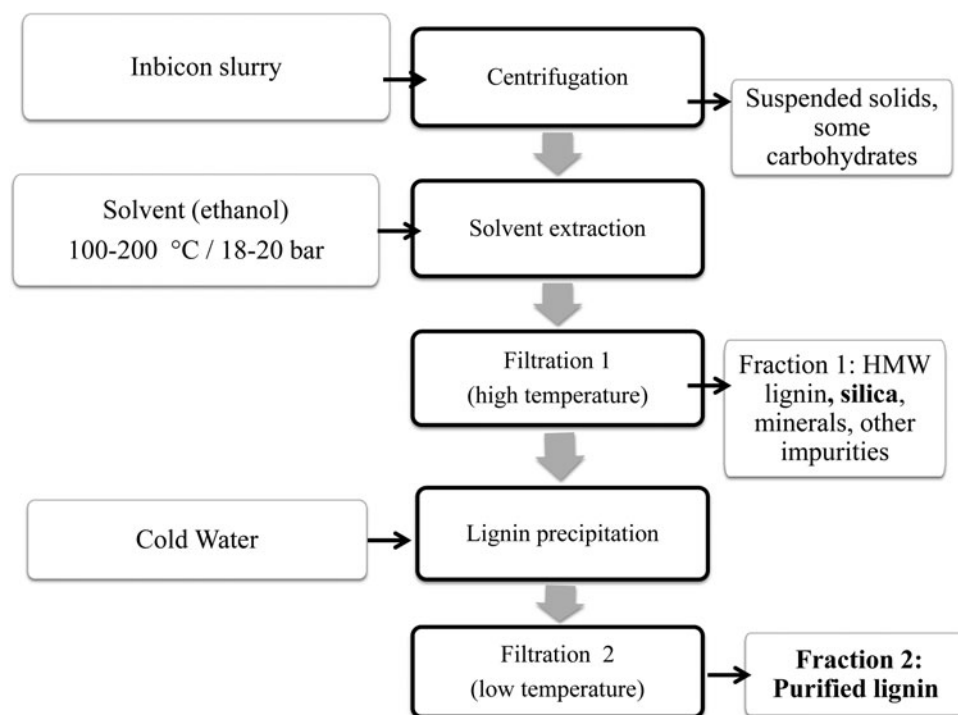 Inbicon slurry
Centrifugation
Suspended solids,
some
carbohydrates
Solvent (ethanol)
100-200 °C / 18-20 bar
Solvent extraction
Filtration 1
(high temperature)
Fraction 1: HMW
lignin, silica,
minerals, other
impurities
Cold Water
Lignin precipitation
Filtration 2
(low temperature)
Fraction 2:
Purified lignin